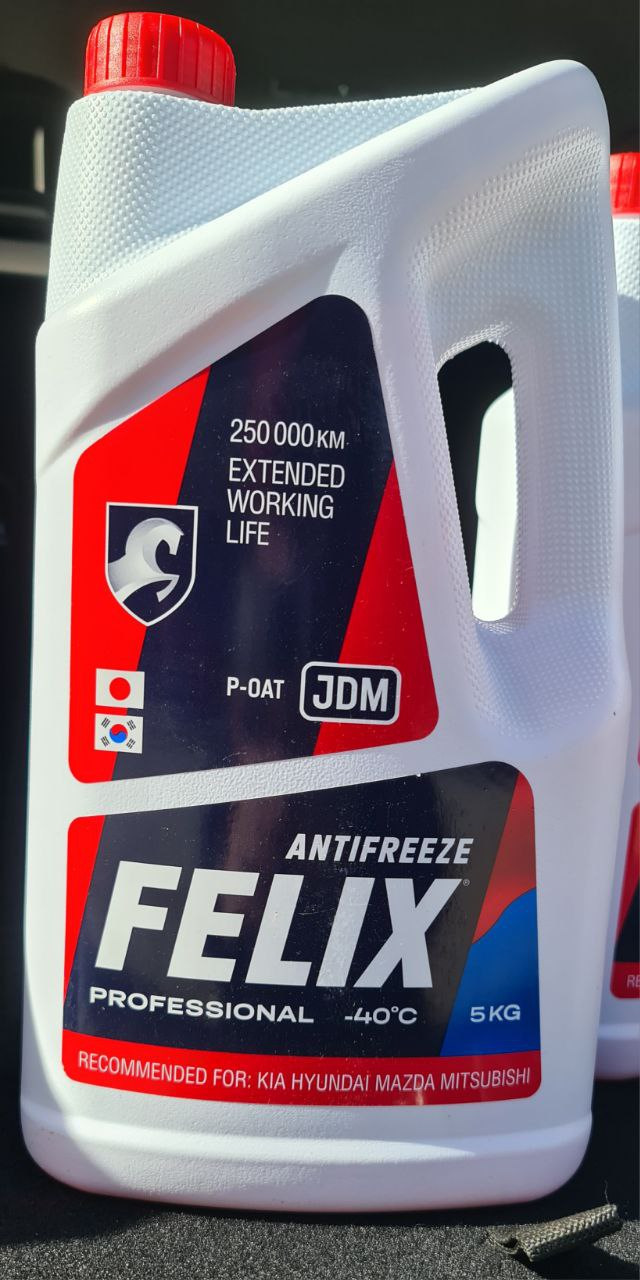 250 000 KM
EXTENDED
WORKING
LIFE
P-OAT JDM
ANTIFREEZE
FELIX®
PROFESSIONAL -40°C 5 KG
RECOMMENDED FOR: KIA HYUNDAI MAZDA MITSUBISHI
RE